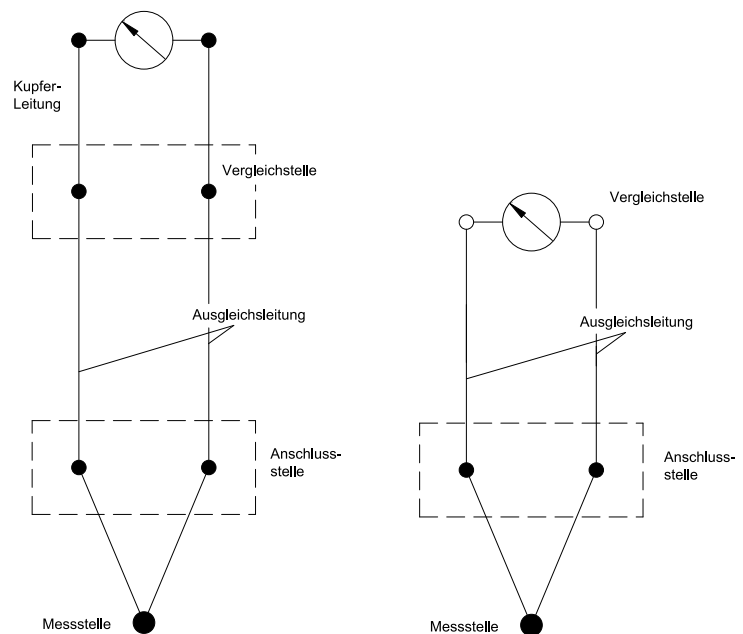 Kupfer-
Leitung
Vergleichstelle
Ausgleichsleitung
Anschluss-
stelle
Messstelle
Vergleichstelle
Ausgleichsleitung
Anschluss-
stelle
Messstelle